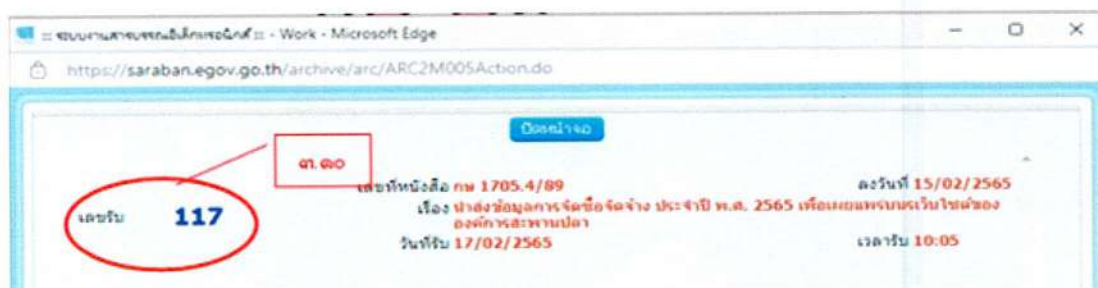 :: ระบบงานสารบรรณอิเล็กทรอนิกส์ :: - Work - Microsoft Edge
https://saraban.egov.go.th/archive/arc/ARC2M005Action.do
ปิดหน้าจอ
๓.๑๐
เลขที่หนังสือ กษ 1705.4/89 ลงวันที่ 15/02/2565
เลขรับ 117 เรื่อง นำส่งข้อมูลการจัดซื้อจัดจ้าง ประจำปี พ.ศ. 2565 เพื่อเผยแพร่บนเว็บไซต์ของ
องค์การสะพานปลา
วันที่รับ 17/02/2565 เวลารับ 10:05